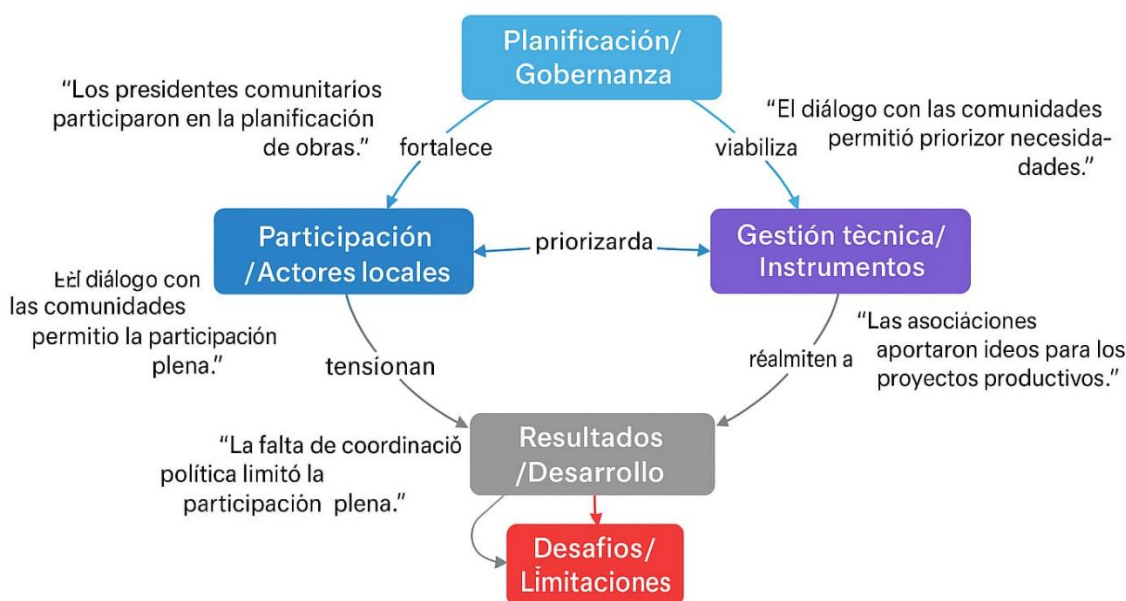 Planificación/
Gobernanza
“Los presidentes comunitarios
participaron en la planificación
de obras.”
fortalece
viabiliza
“El diálogo con las comunidades
permitió priorizor necesida-
dades.”
Participación
/Actores locales
priorizarda
Gestión tècnica/
Instrumentos
diálogo con
las comunidades
permitio la participación
plena.”
tensíonan
réalmiten a
“Las asociáciones
aportaron ideos para los
proyectos productivos.”
“La falta de coordinació
política limitó la
participación plena.”
Resultados
/Desarrollo
Desafios/
Limitaciones